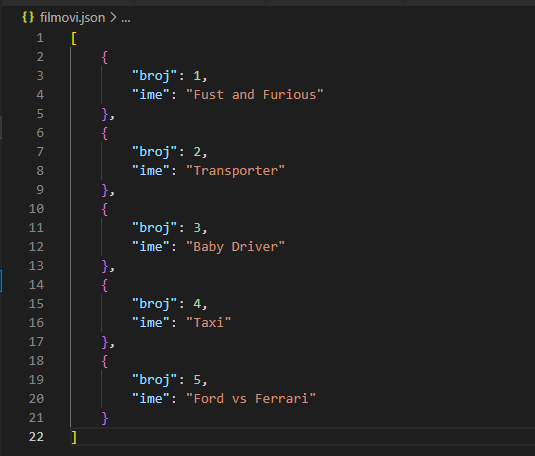 {} filmovi.json > ...
1 [
2 {
3 "broj": 1,
4 "ime": "Fust and Furious"
5 },
6 {
7 "broj": 2,
8 "ime": "Transporter"
9 },
10 {
11 "broj": 3,
12 "ime": "Baby Driver"
13 },
14 {
15 "broj": 4,
16 "ime": "Taxi"
17 },
18 {
19 "broj": 5,
20 "ime": "Ford vs Ferrari"
21 }
22 ]